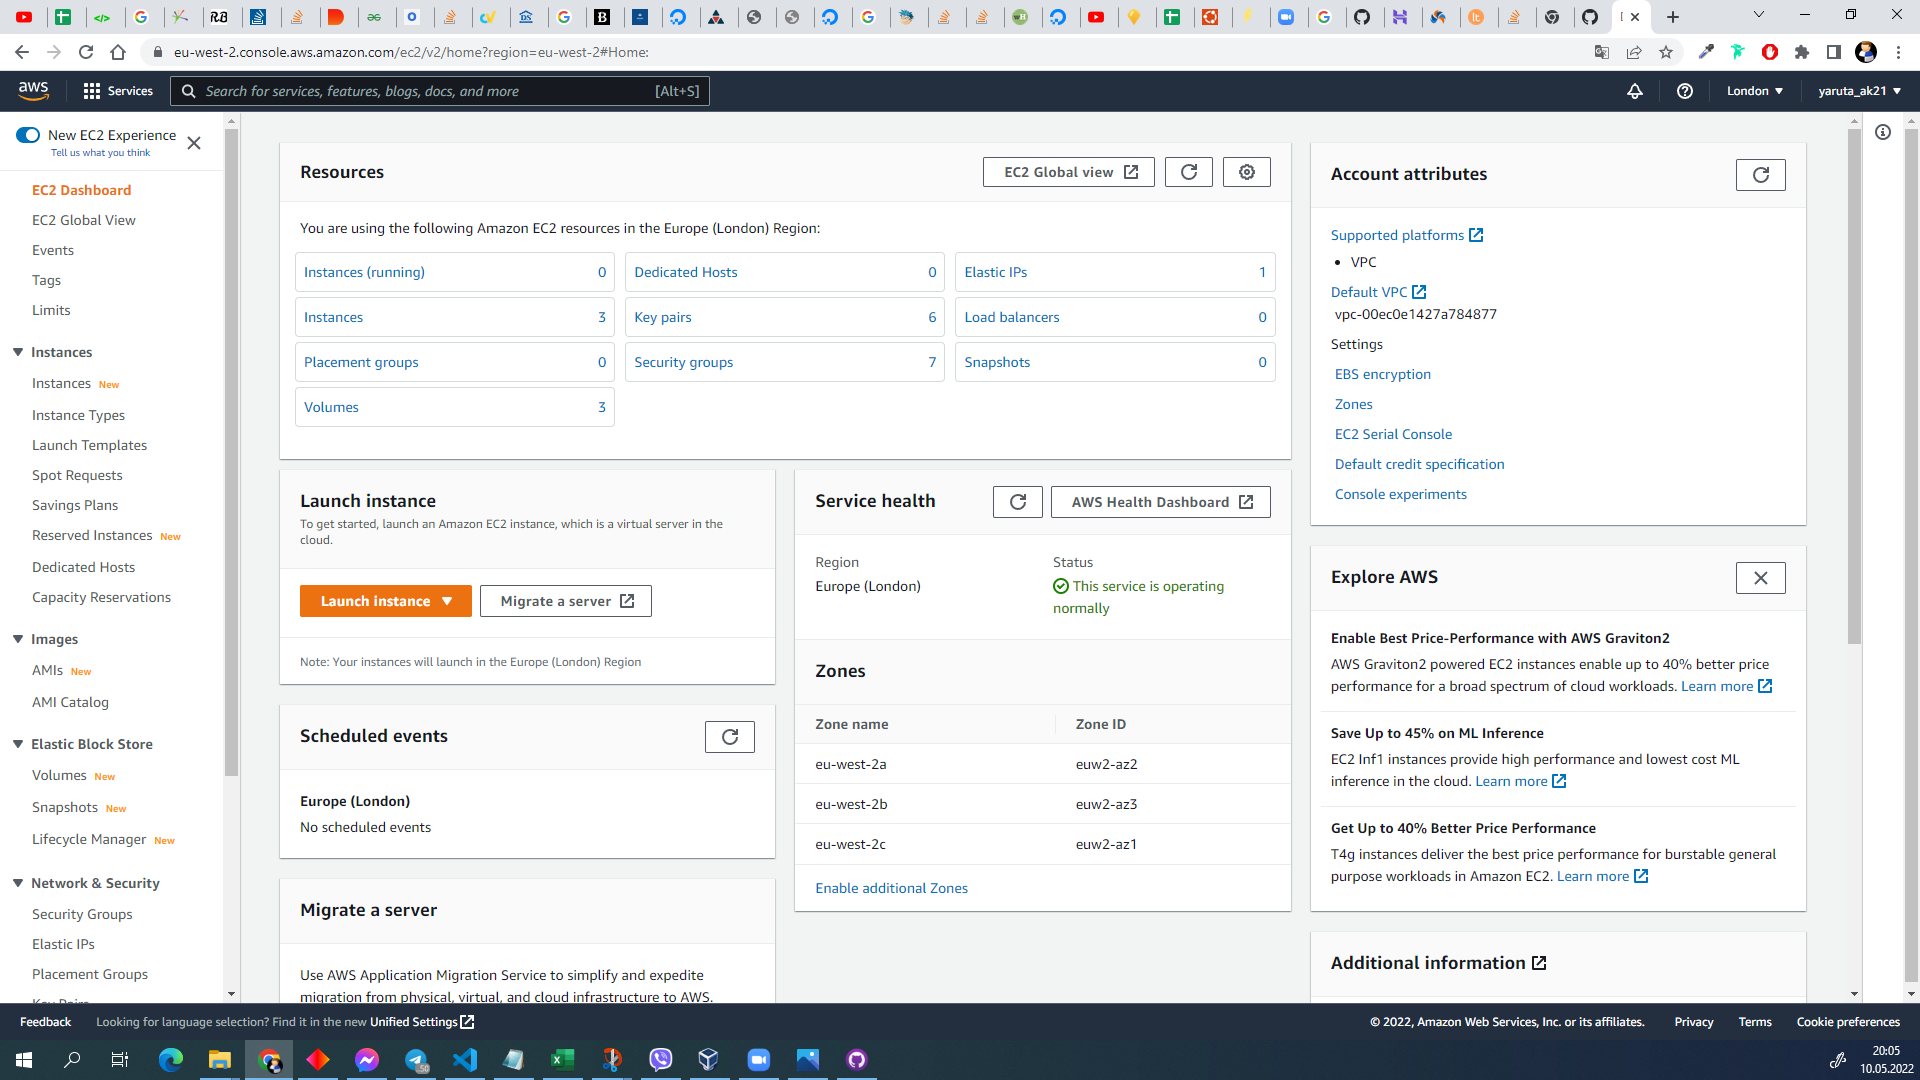 eu-west-2.console.aws.amazon.com/ec2/v2/home?region=eu-west-2#Home:
aws
Services
Search for services, features, blogs, docs, and more
[Alt+S]
London
yaruta_ak21
New EC2 Experience
Tell us what you think
EC2 Dashboard
EC2 Global View
Events
Tags
Limits
Instances
Instances New
Instance Types
Launch Templates
Spot Requests
Savings Plans
Reserved Instances New
Dedicated Hosts
Capacity Reservations
Images
AMIs New
AMI Catalog
Elastic Block Store
Volumes New
Snapshots New
Lifecycle Manager New
Network & Security
Security Groups
Elastic IPs
Placement Groups
Key Pairs
Resources
EC2 Global view
You are using the following Amazon EC2 resources in the Europe (London) Region:
Instances (running) 0
Dedicated Hosts 0
Elastic IPs 1
Instances 3
Key pairs 6
Load balancers 0
Placement groups 0
Security groups 7
Snapshots 0
Volumes 3
Launch instance
To get started, launch an Amazon EC2 instance, which is a virtual server in the
cloud.
Launch instance
Migrate a server
Note: Your instances will launch in the Europe (London) Region
Scheduled events
Europe (London)
No scheduled events
Migrate a server
Use AWS Application Migration Service to simplify and expedite
migration from physical, virtual, and cloud infrastructure to AWS.
Service health
AWS Health Dashboard
Region
Europe (London)
Status
This service is operating
normally
Zones
Zone name Zone ID
eu-west-2a euw2-az2
eu-west-2b euw2-az3
eu-west-2c euw2-az1
Enable additional Zones
Account attributes
Supported platforms
• VPC
Default VPC
vpc-00ec0e1427a784877
Settings
EBS encryption
Zones
EC2 Serial Console
Default credit specification
Console experiments
Explore AWS
Enable Best Price-Performance with AWS Graviton2
AWS Graviton2 powered EC2 instances enable up to 40% better price
performance for a broad spectrum of cloud workloads. Learn more
Save Up to 45% on ML Inference
EC2 Inf1 instances provide high performance and lowest cost ML
inference in the cloud. Learn more
Get Up to 40% Better Price Performance
T4g instances deliver the best price performance for burstable general
purpose workloads in Amazon EC2. Learn more
Additional information
Feedback
Looking for language selection? Find it in the new Unified Settings
© 2022, Amazon Web Services, Inc. or its affiliates.
Privacy
Terms
Cookie preferences
20:05
10.05.2022